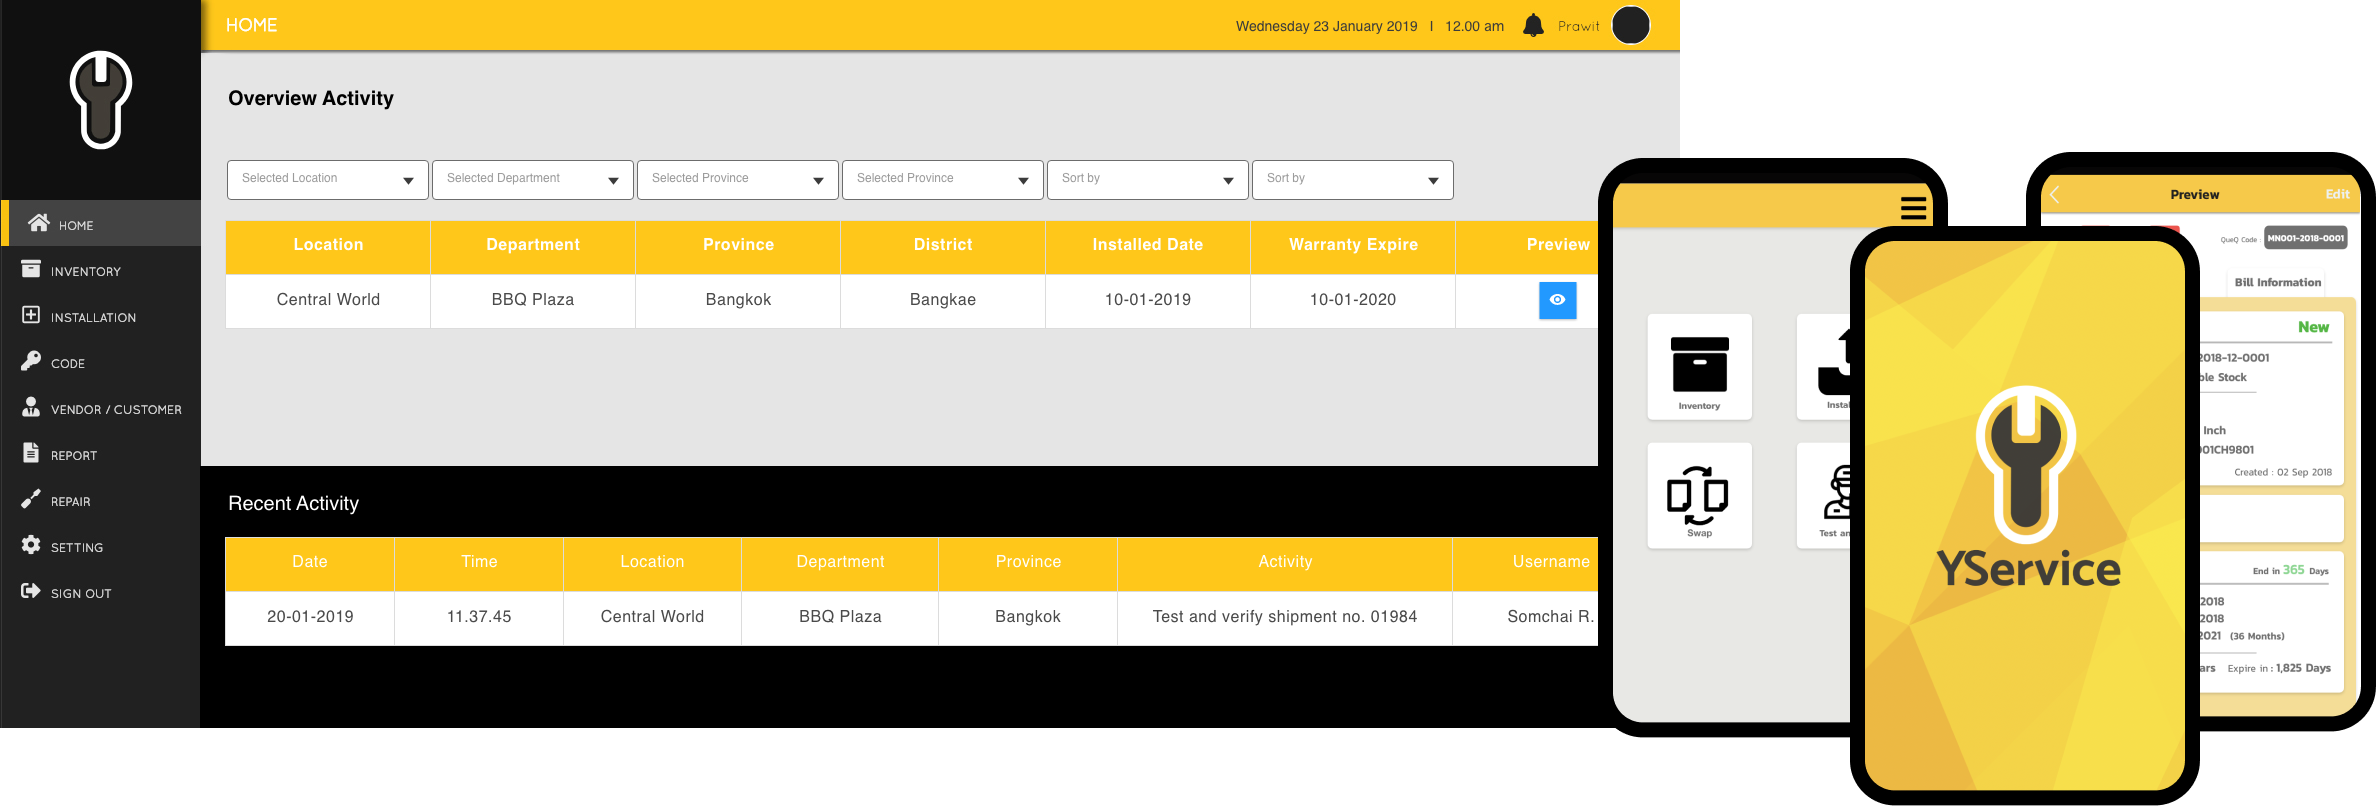 HOME
Wednesday 23 January 2019 | 12.00 am
Prawit
HOME
INVENTORY
INSTALLATION
CODE
VENDOR / CUSTOMER
REPORT
REPAIR
SETTING
SIGN OUT
Overview Activity
Selected Location Selected Department Selected Province Selected Province Sort by Sort by
Location Department Province District Installed Date Warranty Expire Preview
Central World BBQ Plaza Bangkok Bangkae 10-01-2019 10-01-2020
Recent Activity
Date Time Location Department Province Activity Username
20-01-2019 11.37.45 Central World BBQ Plaza Bangkok Test and verify shipment no. 01984 Somchai R.
Inventory
Swap
Test
YService
Preview Edit
QueQ Code : MN001-2018-0001
Bill Information
New
2018-12-0001
Stock
Inch
001CH9801
Created : 02 Sep 2018
End in 365 Days
2018
2018
2021 (36 Months)
Expire in : 1,825 Days